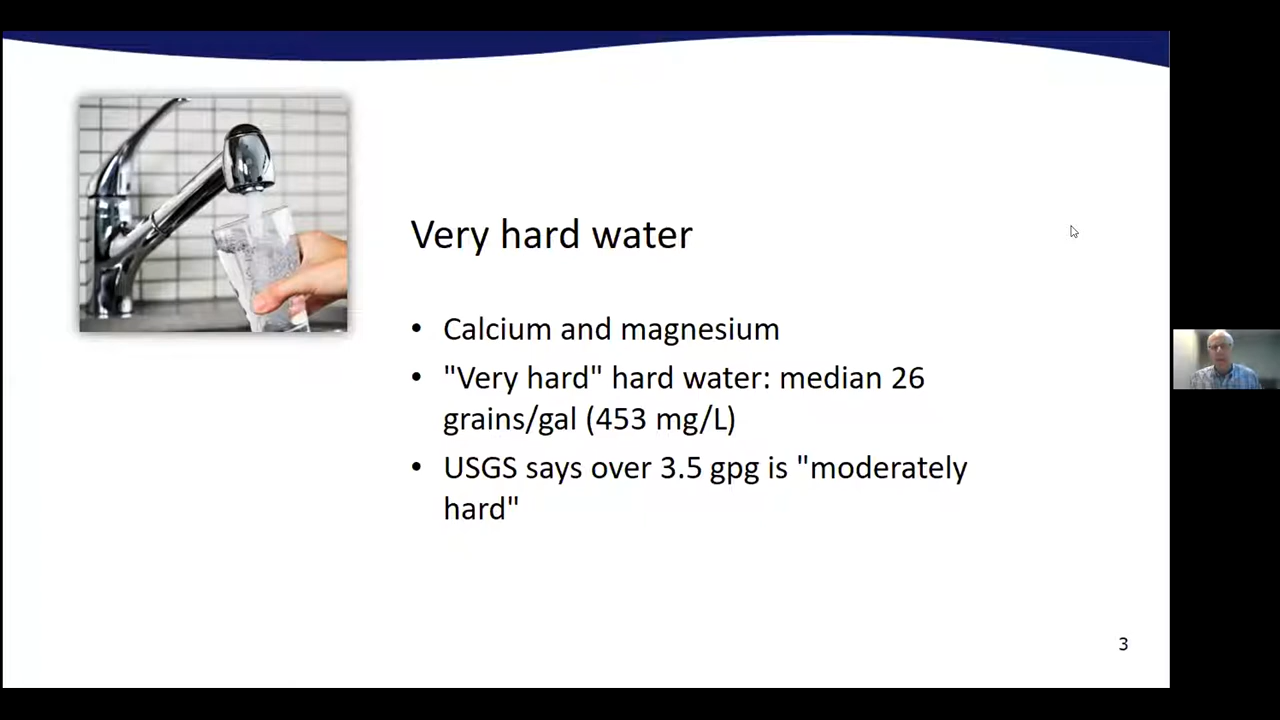 Very hard water
• Calcium and magnesium
• "Very hard" hard water: median 26
grains/gal (453 mg/L)
• USGS says over 3.5 gpg is "moderately
hard"
3